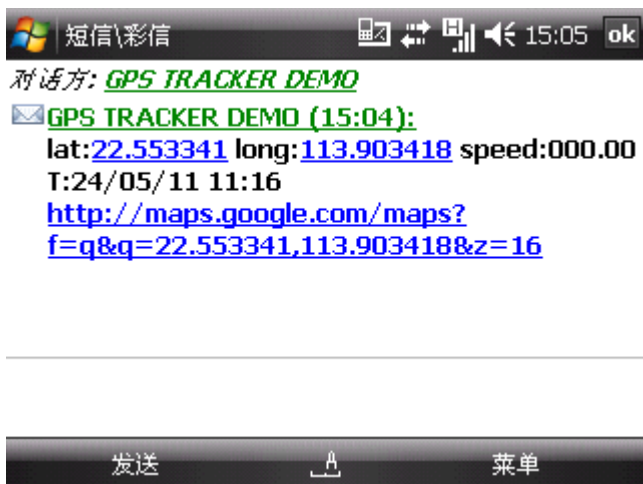 短信\彩信 15:05 ok
对话方: GPS TRACKER DEMO
GPS TRACKER DEMO (15:04):
lat:22.553341 long:113.903418 speed:000.00
T:24/05/11 11:16
http://maps.google.com/maps?
f=q&q=22.553341,113.903418&z=16
发送 菜单